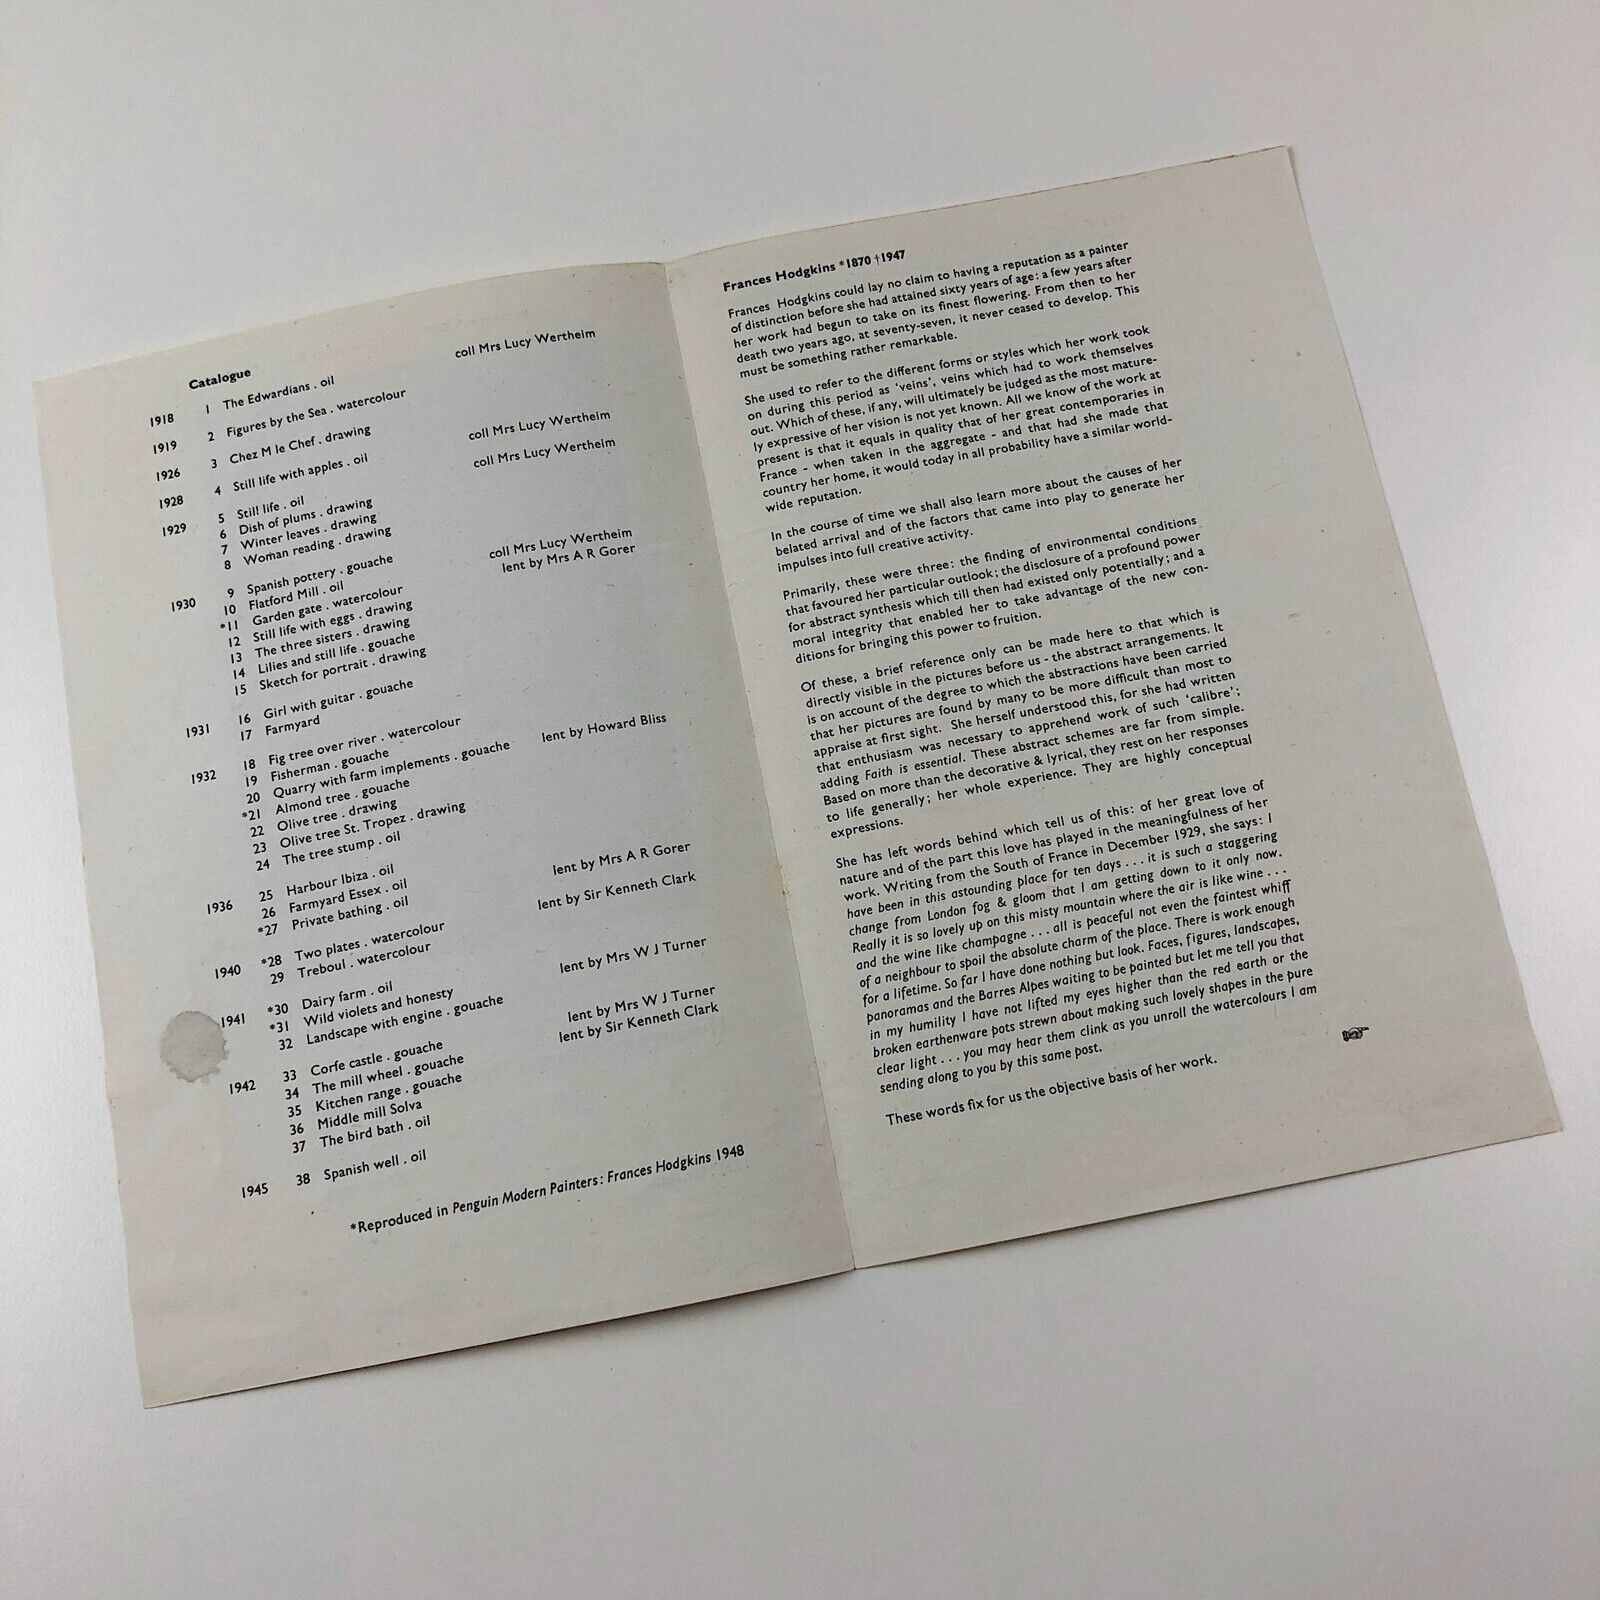 Catalogue
1918 1 The Edwardians . oil coll Mrs Lucy Wertheim
1919 2 Figures by the Sea . watercolour
1926 3 Chez M le Chef . drawing
1928 4 Still life with apples . oil coll Mrs Lucy Wertheim
1929 5 Still life . oil coll Mrs Lucy Wertheim
6 Dish of plums . drawing
7 Winter leaves . drawing
8 Woman reading . drawing
1930 9 Spanish pottery . gouache coll Mrs Lucy Wertheim
10 Flatford Mill . oil lent by Mrs A R Gorer
*11 Garden gate . watercolour
12 Still life with eggs . drawing
13 The three sisters . drawing
14 Lilies and still life . gouache
15 Sketch for portrait . drawing
1931 16 Girl with guitar . gouache
17 Farmyard
1932 18 Fig tree over river . watercolour
19 Fisherman . gouache
20 Quarry with farm implements . gouache lent by Howard Bliss
*21 Almond tree . gouache
22 Olive tree . drawing
23 Olive tree St. Tropez . drawing
24 The tree stump . oil
1936 25 Harbour Ibiza . oil
26 Farmyard Essex . oil lent by Mrs A R Gorer
*27 Private bathing . oil
1940 *28 Two plates . watercolour lent by Sir Kenneth Clark
29 Treboul . watercolour
1941 *30 Dairy farm . oil
*31 Wild violets and honesty lent by Mrs W J Turner
32 Landscape with engine . gouache
1942 33 Corfe castle . gouache lent by Mrs W J Turner
34 The mill wheel . gouache lent by Sir Kenneth Clark
35 Kitchen range . gouache
36 Middle mill Solva
37 The bird bath . oil
1945 38 Spanish well . oil
*Reproduced in Penguin Modern Painters: Frances Hodgkins 1948
Frances Hodgkins *1870 †1947
Frances Hodgkins could lay no claim to having a reputation as a painter
of distinction before she had attained sixty years of age: a few years after
her work had begun to take on its finest flowering. From then to her
death two years ago, at seventy-seven, it never ceased to develop. This
must be something rather remarkable.
She used to refer to the different forms or styles which her work took
on during this period as 'veins', veins which had to work themselves
out. Which of these, if any, will ultimately be judged as the most mature-
ly expressive of her vision is not yet known. All we know of the work at
present is that it equals in quality that of her great contemporaries in
France - when taken in the aggregate - and that had she made that
country her home, it would today in all probability have a similar world-
wide reputation.
In the course of time we shall also learn more about the causes of her
belated arrival and of the factors that came into play to generate her
impulses into full creative activity.
Primarily, these were three: the finding of environmental conditions
that favoured her particular outlook; the disclosure of a profound power
for abstract synthesis which till then had existed only potentially; and a
moral integrity that enabled her to take advantage of the new con-
ditions for bringing this power to fruition.
Of these, a brief reference only can be made here to that which is
directly visible in the pictures before us - the abstract arrangements. It
is on account of the degree to which the abstractions have been carried
that her pictures are found by many to be more difficult than most to
appraise at first sight. She herself understood this, for she had written
that enthusiasm was necessary to apprehend work of such 'calibre';
adding Faith is essential. These abstract schemes are far from simple.
Based on more than the decorative & lyrical, they rest on her responses
to life generally; her whole experience. They are highly conceptual
expressions.
She has left words behind which tell us of this: of her great love of
nature and of the part this love has played in the meaningfulness of her
work. Writing from the South of France in December 1929, she says: I
have been in this astounding place for ten days . . . it is such a staggering
change from London fog & gloom that I am getting down to it only now.
Really it is so lovely up on this misty mountain where the air is like wine . . .
and the wine like champagne . . . all is peaceful not even the faintest whiff
of a neighbour to spoil the absolute charm of the place. There is work enough
for a lifetime. So far I have done nothing but look. Faces, figures, landscapes,
panoramas and the Barres Alpes waiting to be painted but let me tell you that
in my humility I have not lifted my eyes higher than the red earth or the
broken earthenware pots strewn about making such lovely shapes in the pure
clear light . . . you may hear them clink as you unroll the watercolours I am
sending along to you by this same post.
These words fix for us the objective basis of her work.